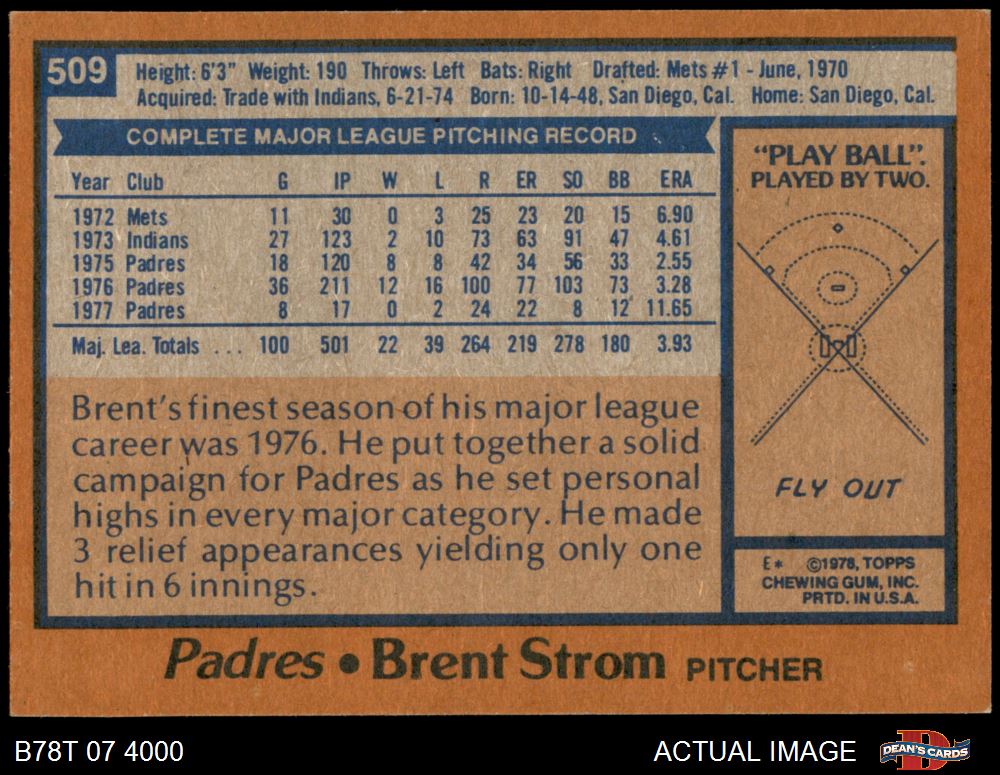 509
Height: 6'3" Weight: 190 Throws: Left Bats: Right Drafted: Mets #1 - June, 1970
Acquired: Trade with Indians, 6-21-74 Born: 10-14-48, San Diego, Cal. Home: San Diego, Cal.
COMPLETE MAJOR LEAGUE PITCHING RECORD
Year Club G IP W L R ER SO BB ERA
1972 Mets 11 30 0 3 25 23 20 15 6.90
1973 Indians 27 123 2 10 73 63 91 47 4.61
1975 Padres 18 120 8 8 42 34 56 33 2.55
1976 Padres 36 211 12 16 100 77 103 73 3.28
1977 Padres 8 17 0 2 24 22 8 12 11.65
Maj. Lea. Totals ... 100 501 22 39 264 219 278 180 3.93
Brent's finest season of his major league
career was 1976. He put together a solid
campaign for Padres as he set personal
highs in every major category. He made
3 relief appearances yielding only one
hit in 6 innings.
"PLAY BALL".
PLAYED BY TWO.
FLY OUT
E* ©1978, TOPPS
CHEWING GUM, INC.
PRTD. IN U.S.A.
Padres • Brent Strom PITCHER
B78T 07 4000
ACTUAL IMAGE
D
DEAN'S CARDS